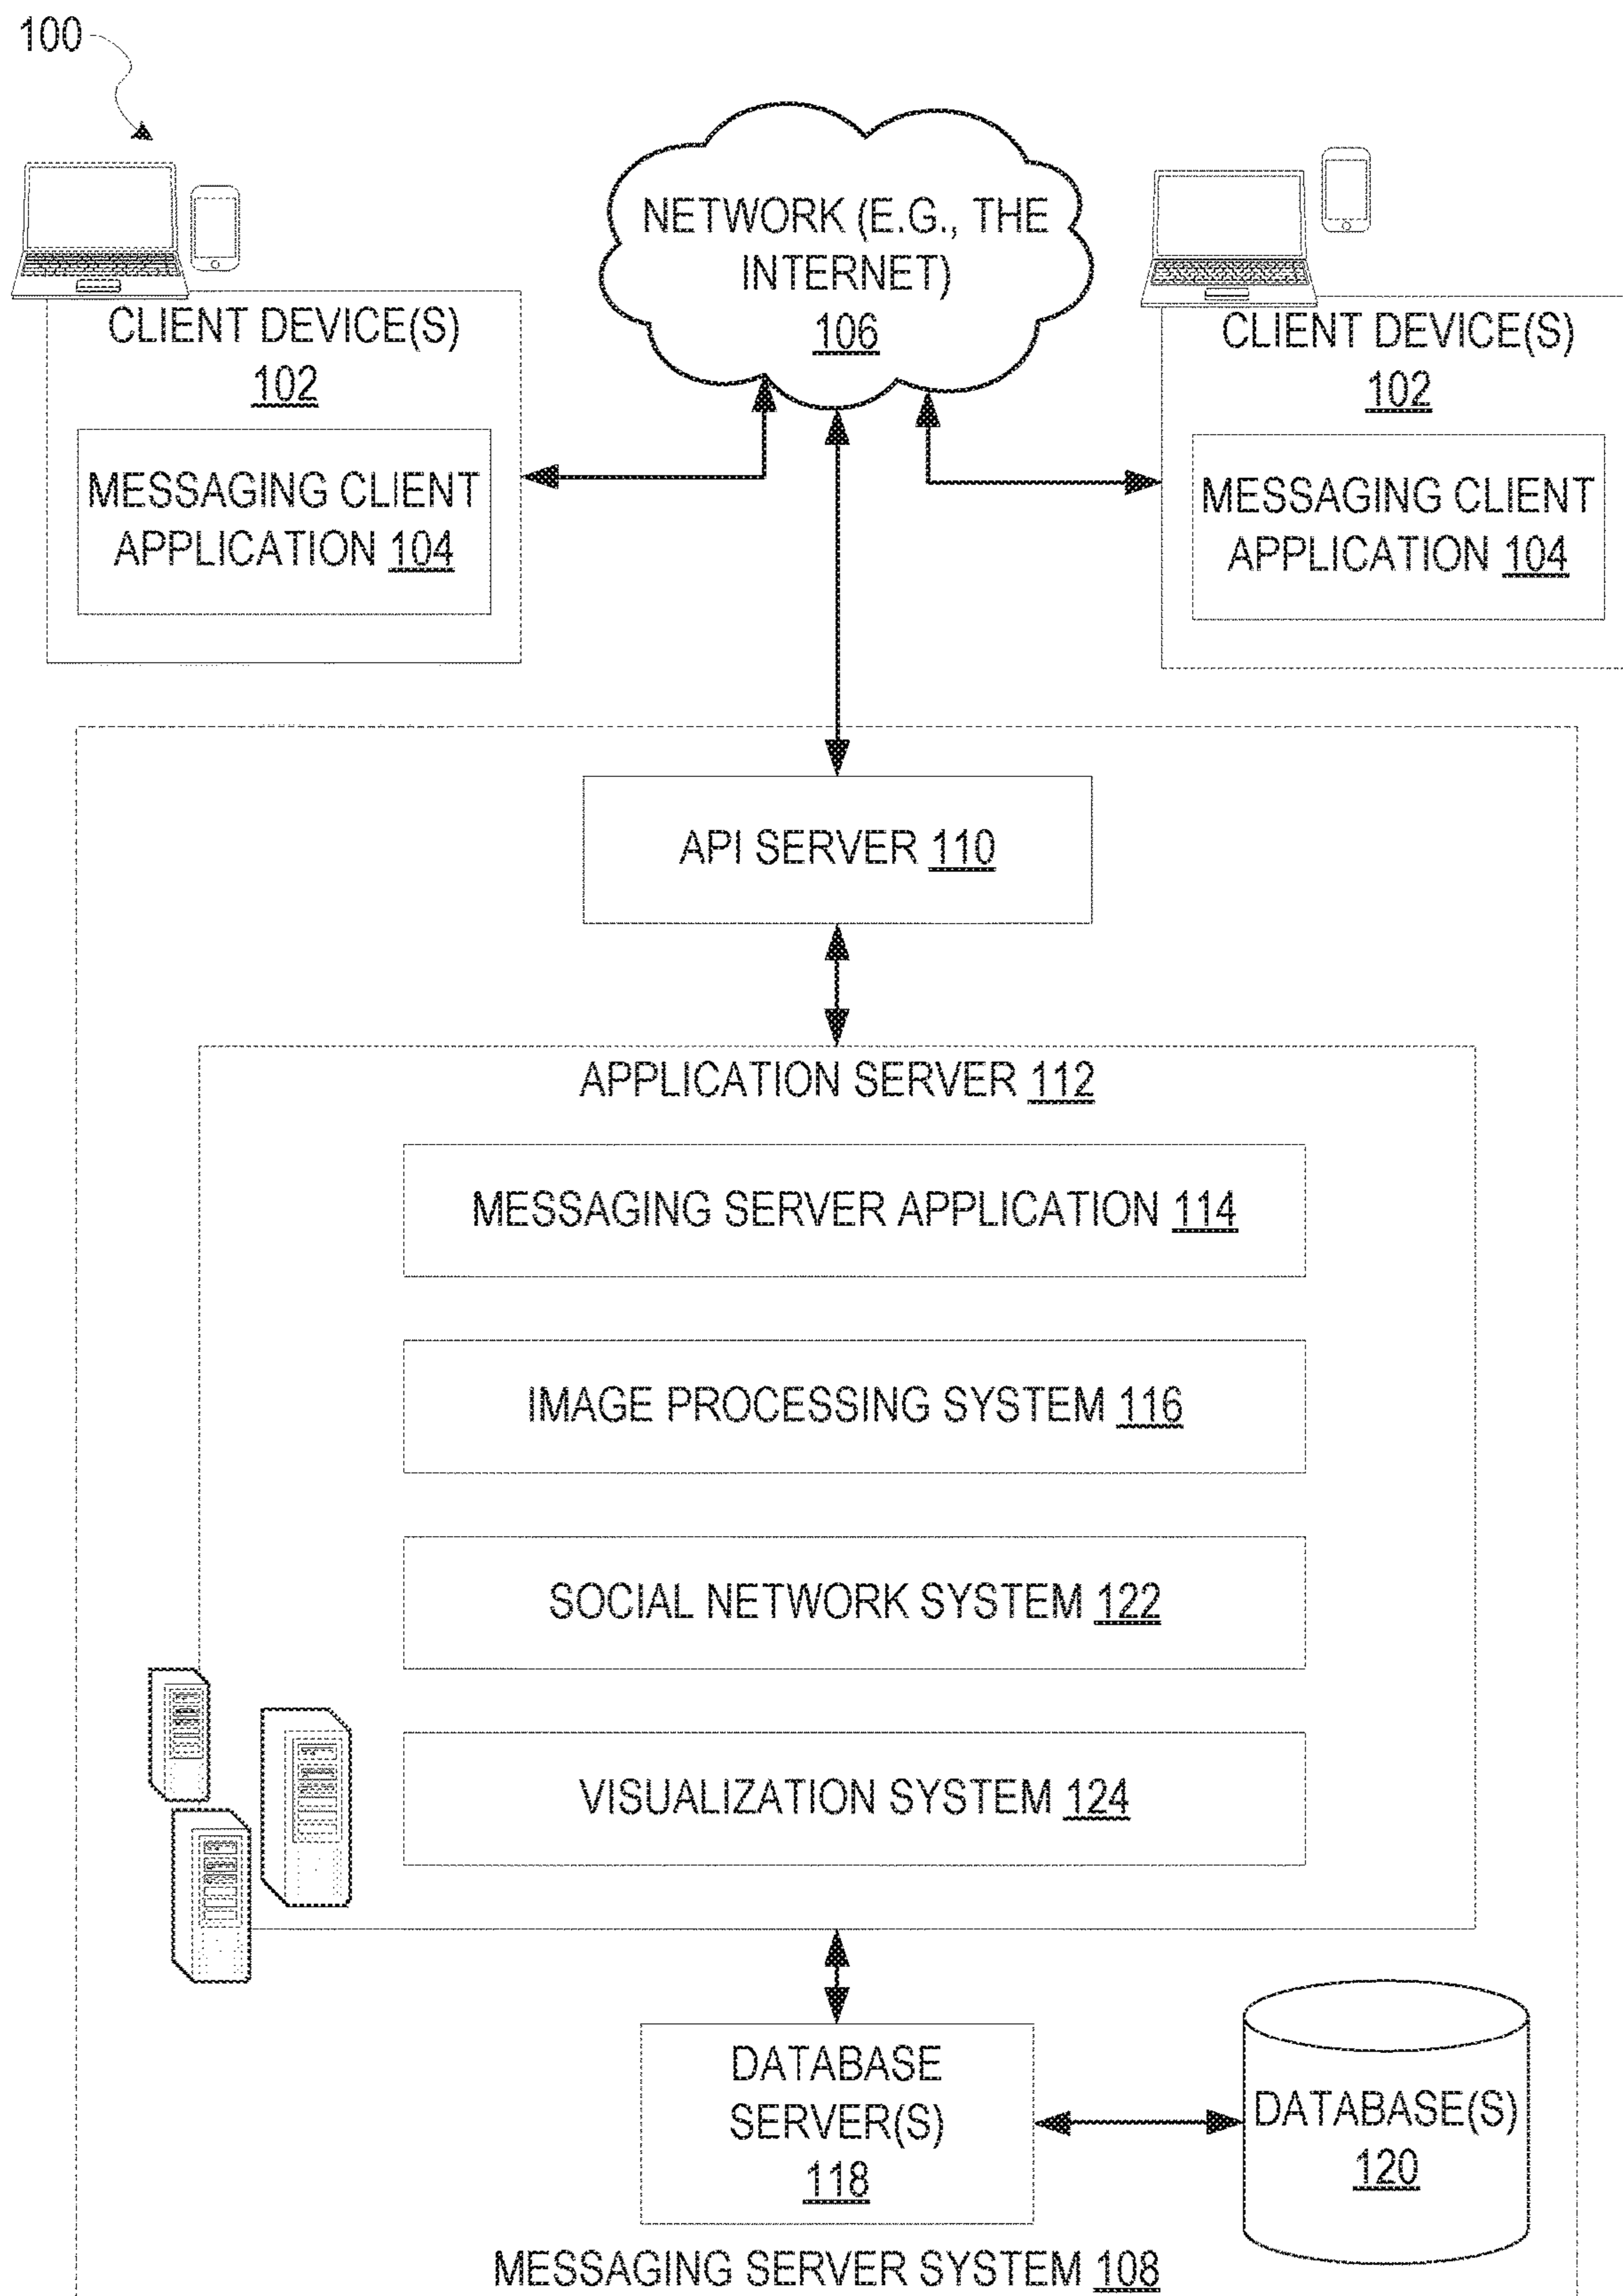 100
NETWORK (E.G., THE
INTERNET)
106
CLIENT DEVICE(S)
102
MESSAGING CLIENT
APPLICATION 104
CLIENT DEVICE(S)
102
MESSAGING CLIENT
APPLICATION 104
API SERVER 110
APPLICATION SERVER 112
MESSAGING SERVER APPLICATION 114
IMAGE PROCESSING SYSTEM 116
SOCIAL NETWORK SYSTEM 122
VISUALIZATION SYSTEM 124
DATABASE
SERVER(S)
118
DATABASE(S)
120
MESSAGING SERVER SYSTEM 108